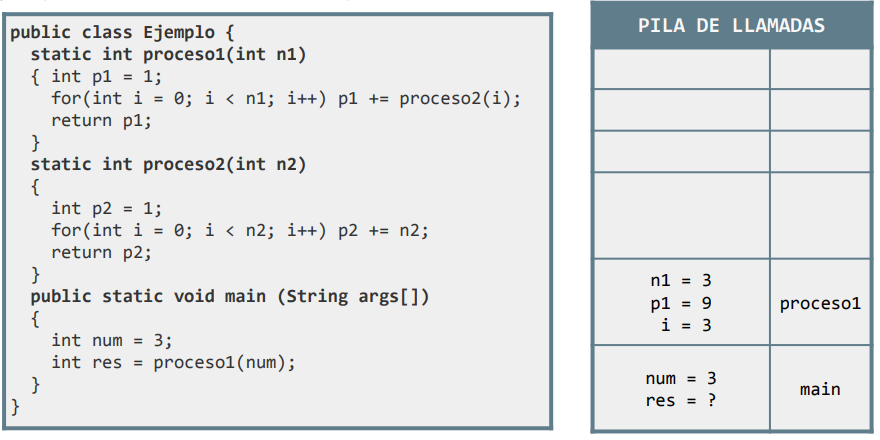 public class Ejemplo {
static int proceso1(int n1)
{ int p1 = 1;
for(int i = 0; i < n1; i++) p1 += proceso2(i);
return p1;
}
static int proceso2(int n2)
{
int p2 = 1;
for(int i = 0; i < n2; i++) p2 += n2;
return p2;
}
public static void main (String args[])
{
int num = 3;
int res = proceso1(num);
}
}
PILA DE LLAMADAS
n1 = 3
p1 = 9
i = 3
proceso1
num = 3
res = ?
main